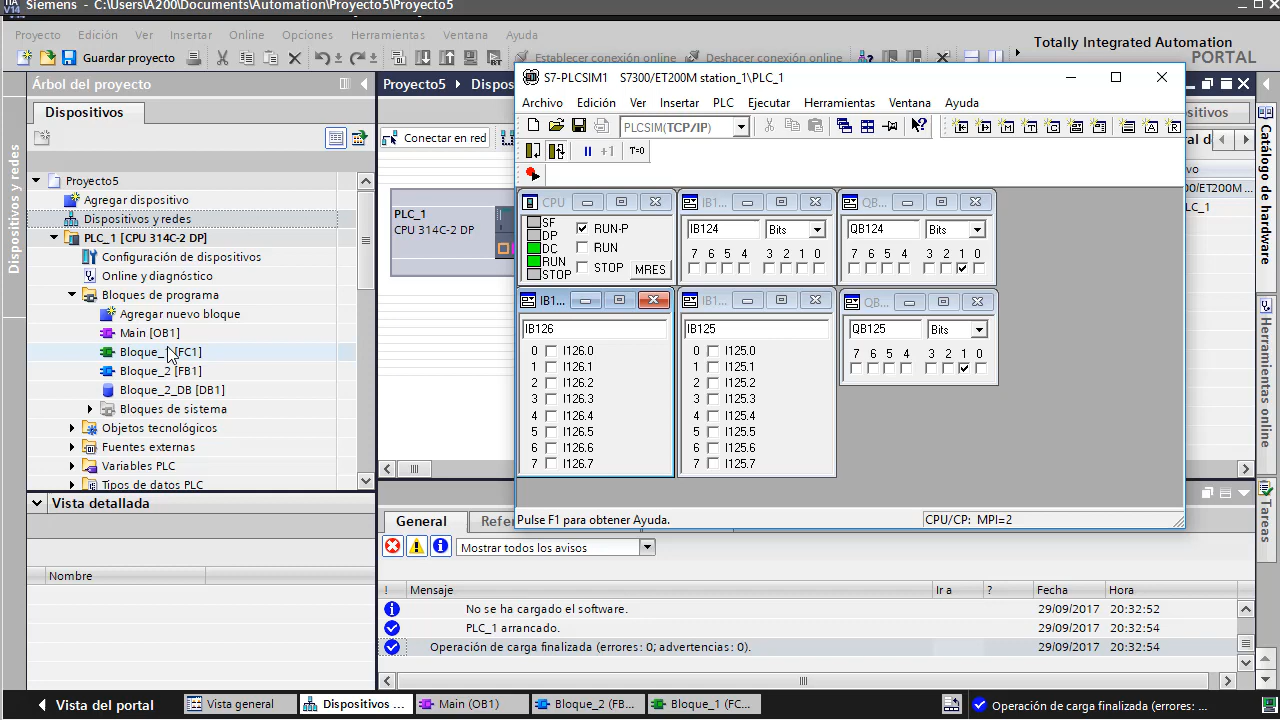 Siemens - C:\Users\A200\Documents\Automation\Proyecto5\Proyecto5
V14
Proyecto Edición Ver Insertar Online Opciones Herramientas Ventana Ayuda
Guardar proyecto
Establecer conexión online
Deshacer conexión online
Totally Integrated Automation
PORTAL
Árbol del proyecto
Dispositivos
Dispositivos y redes
Proyecto5
Agregar dispositivo
Dispositivos y redes
PLC_1 [CPU 314C-2 DP]
Configuración de dispositivos
Online y diagnóstico
Bloques de programa
Agregar nuevo bloque
Main [OB1]
[FC1]
Bloque_2 [FB1]
Bloque_2_DB [DB1]
Bloques de sistema
Objetos tecnológicos
Fuentes externas
Variables PLC
Tipos de datos PLC
Vista detallada
Nombre
Proyecto5
Conectar en red
PLC_1
CPU 314C-2 DP
S7-PLCSIM1 S7300/ET200M station_1\PLC_1
Archivo Edición Ver Insertar PLC Ejecutar Herramientas Ventana Ayuda
PLCSIM(TCP/IP)
+1 T=0
CPU
SF
DP
DC
RUN
STOP
RUN-P
RUN
STOP
MRES
IB1...
IB124 Bits
7 6 5 4 3 2 1 0
QB...
QB124 Bits
7 6 5 4 3 2 1 0
IB1...
IB126
0 I126.0
1 I126.1
2 I126.2
3 I126.3
4 I126.4
5 I126.5
6 I126.6
7 I126.7
IB1...
IB125
0 I125.0
1 I125.1
2 I125.2
3 I125.3
4 I125.4
5 I125.5
6 I125.6
7 I125.7
QB...
QB125 Bits
7 6 5 4 3 2 1 0
Pulse F1 para obtener Ayuda.
CPU/CP: MPI=2
Catálogo de hardware
Herramientas online
Tareas
General
Mostrar todos los avisos
! Mensaje Ir a ? Fecha Hora
No se ha cargado el software. 29/09/2017 20:32:52
PLC_1 arrancado. 29/09/2017 20:32:54
Operación de carga finalizada (errores: 0; advertencias: 0). 29/09/2017 20:32:54
Vista del portal
Vista general
Dispositivos ...
Main (OB1)
Bloque_2 (FB...
Bloque_1 (FC...
Operación de carga finalizada (errores: ...